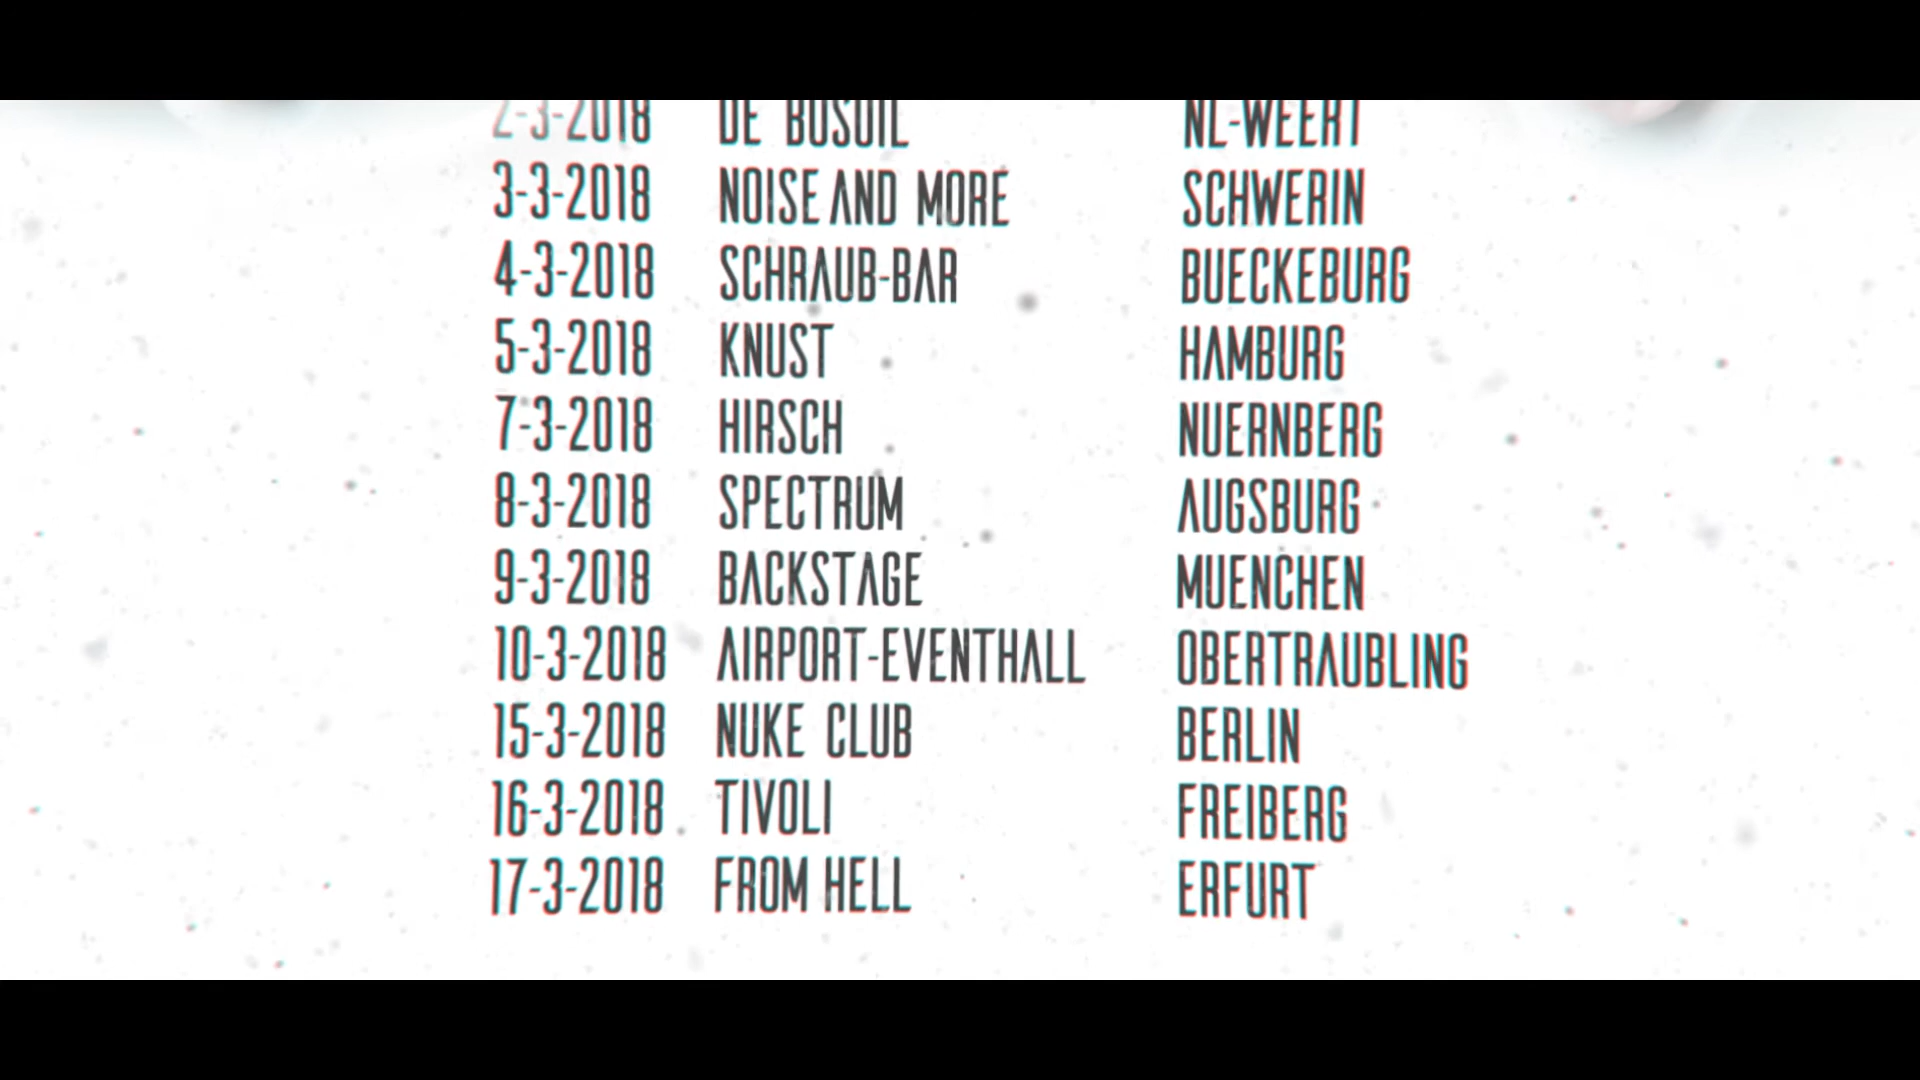 2-3-2018 DE BOSUIL NL-WEERT
3-3-2018 NOISE AND MORE SCHWERIN
4-3-2018 SCHRAUB-BAR BUECKEBURG
5-3-2018 KNUST HAMBURG
7-3-2018 HIRSCH NUERNBERG
8-3-2018 SPECTRUM AUGSBURG
9-3-2018 BACKSTAGE MUENCHEN
10-3-2018 AIRPORT-EVENTHALL OBERTRAUBLING
15-3-2018 NUKE CLUB BERLIN
16-3-2018 TIVOLI FREIBERG
17-3-2018 FROM HELL ERFURT